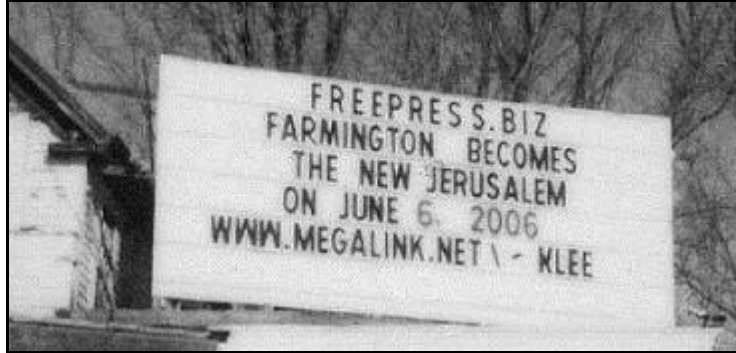 FREEPRESS.BIZ
FARMINGTON BECOMES
THE NEW JERUSALEM
ON JUNE 6, 2006
WWW.MEGALINK.NET \ ~ KLEE